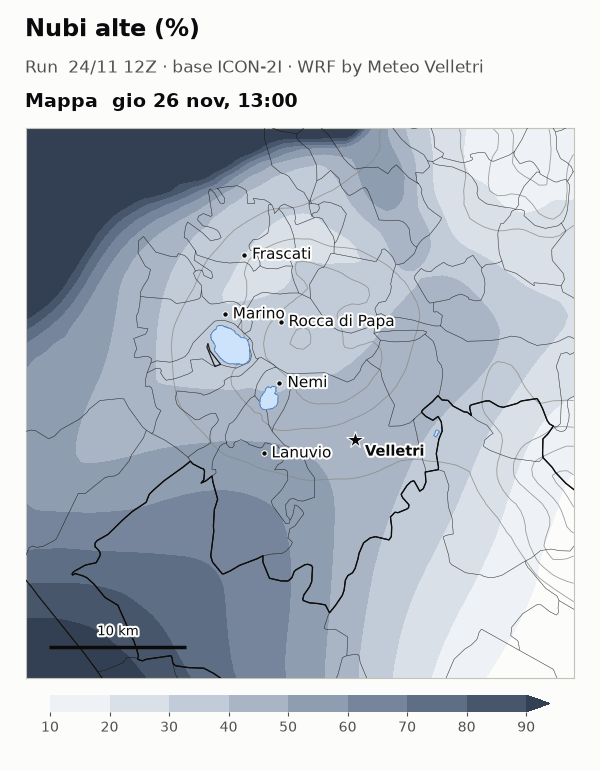 Nubi alte (%)
Run  24/11 12Z · base ICON-2I · WRF by Meteo Velletri
Mappa  gio 26 nov, 13:00
Frascati
Marino
Rocca di Papa
Nemi
Velletri
Lanuvio
10 km
10 20 30 40 50 60 70 80 90